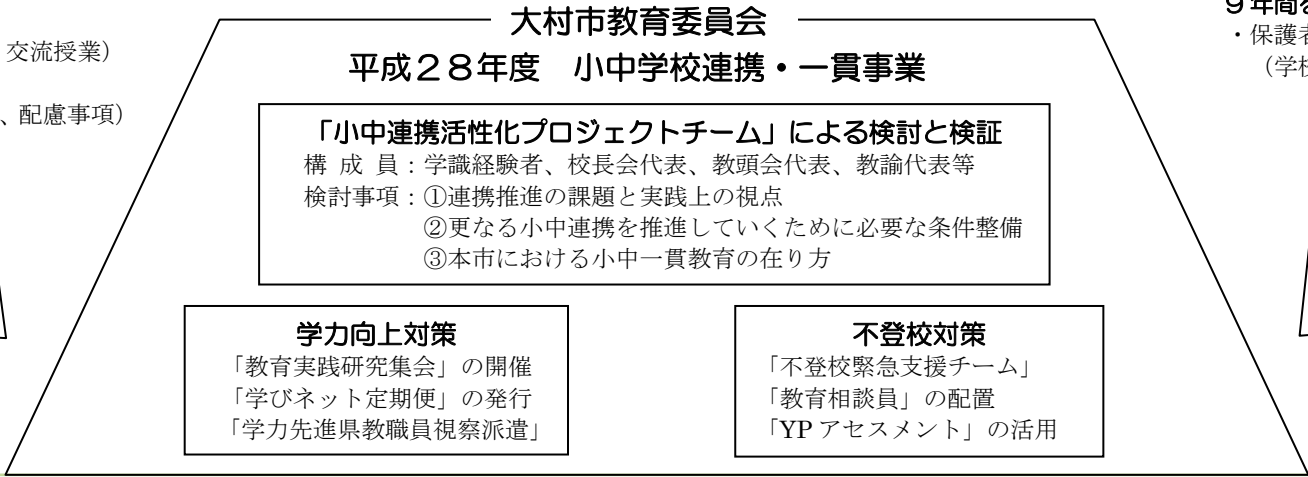 大村市教育委員会
平成28年度 小中学校連携・一貫事業
交流授業)
、配慮事項)
9年間
・保護者
(学校
「小中連携活性化プロジェクトチーム」による検討と検証
構 成 員:学識経験者、校長会代表、教頭会代表、教諭代表等
検討事項:①連携推進の課題と実践上の視点
②更なる小中連携を推進していくために必要な条件整備
③本市における小中一貫教育の在り方
学力向上対策
「教育実践研究集会」の開催
「学びネット定期便」の発行
「学力先進県教職員視察派遣」
不登校対策
「不登校緊急支援チーム」
「教育相談員」の配置
「YPアセスメント」の活用